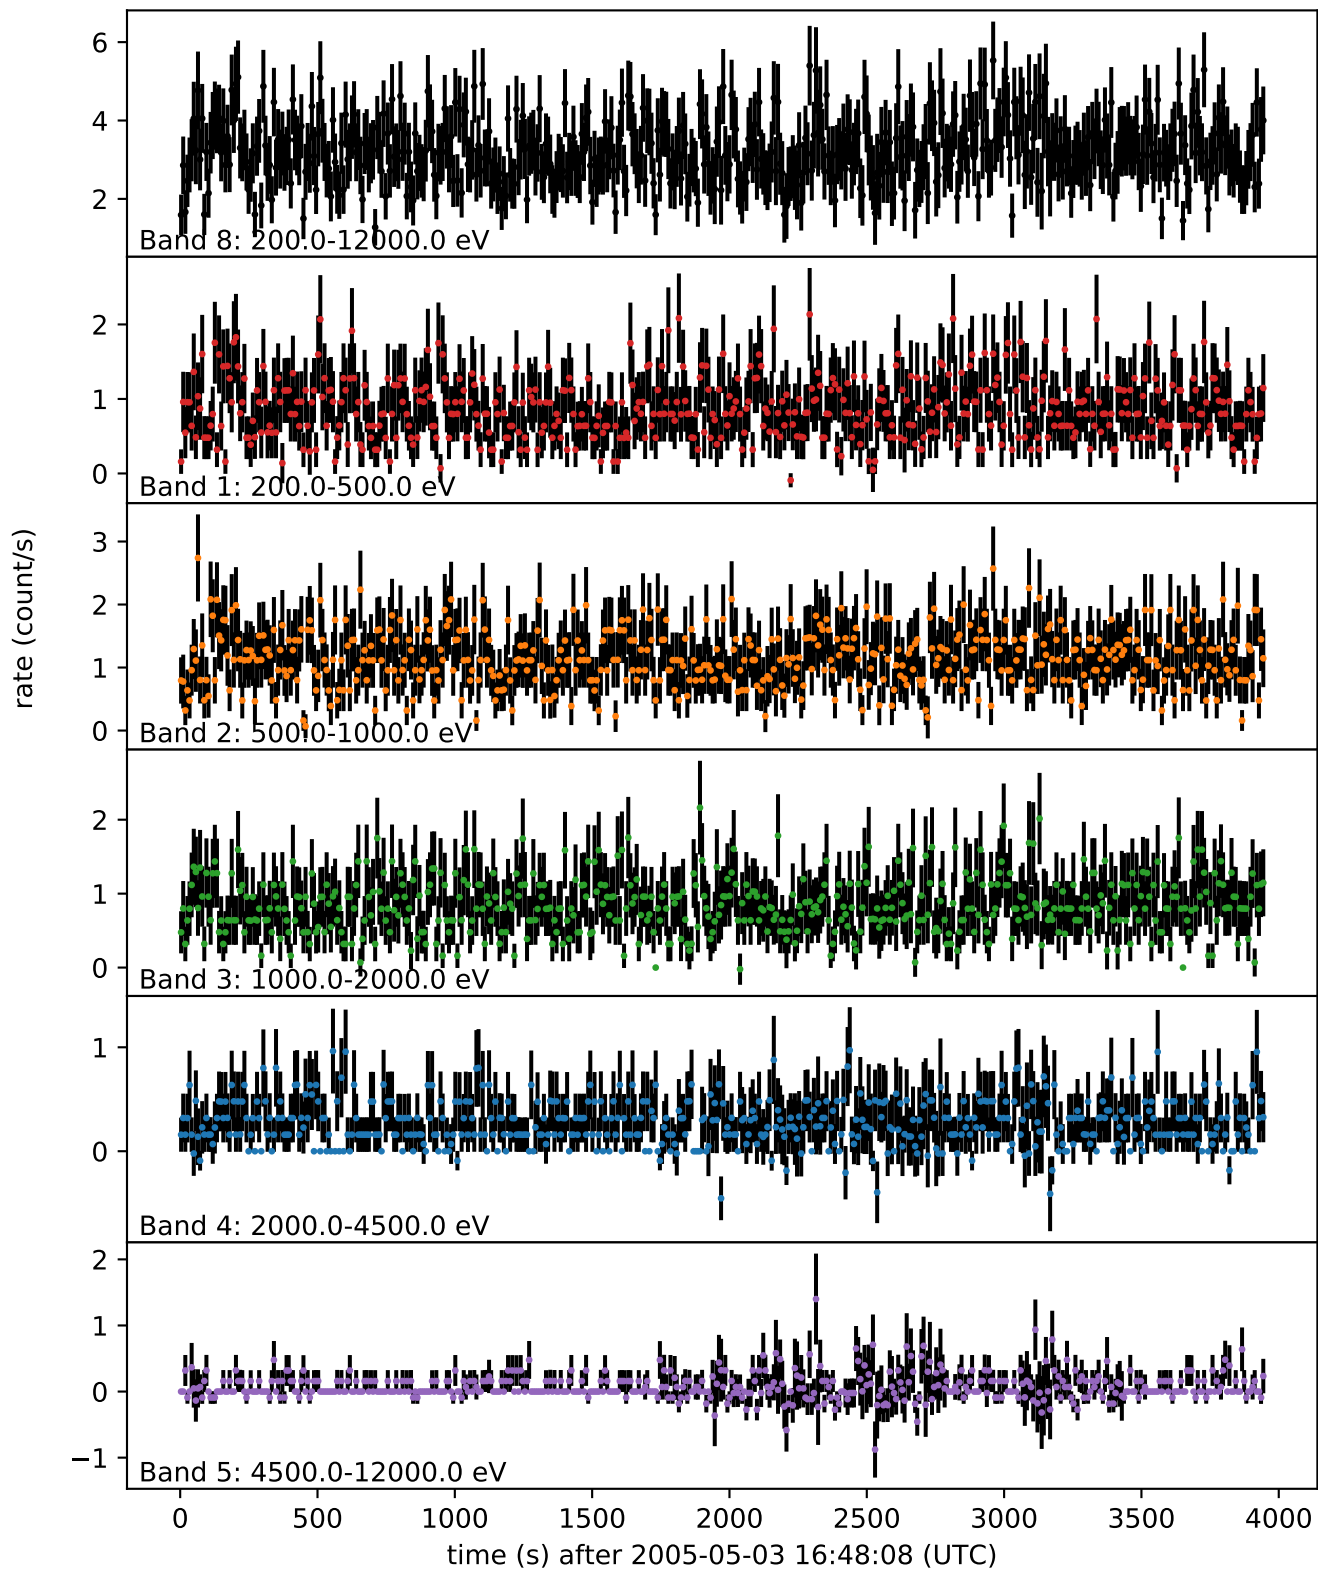 rate (count/s)
6
4
2
Band 8: 200.0-12000.0 eV
2
1
0
Band 1: 200.0-500.0 eV
3
2
1
0
Band 2: 500.0-1000.0 eV
2
1
0
Band 3: 1000.0-2000.0 eV
1
0
Band 4: 2000.0-4500.0 eV
2
1
0
−1
Band 5: 4500.0-12000.0 eV
0 500 1000 1500 2000 2500 3000 3500 4000
time (s) after 2005-05-03 16:48:08 (UTC)